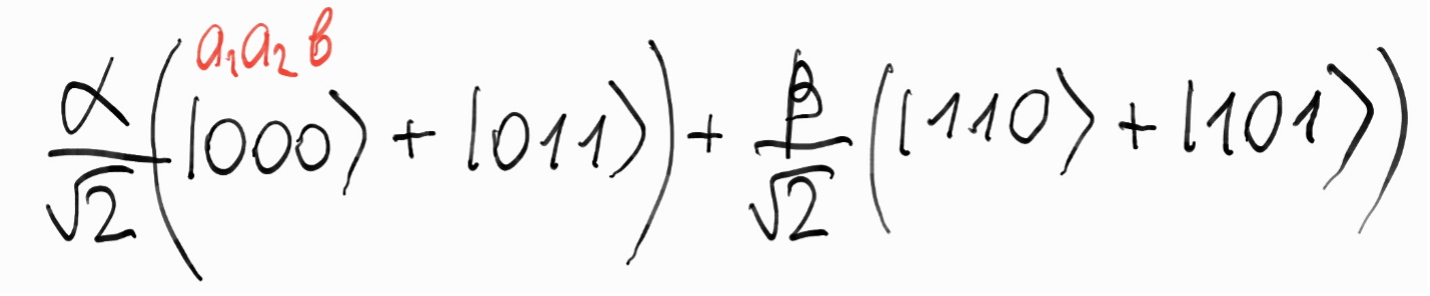 a₁a₂ b
α/√2 (|000⟩ + |011⟩) + β/√2 (|110⟩ + |101⟩)